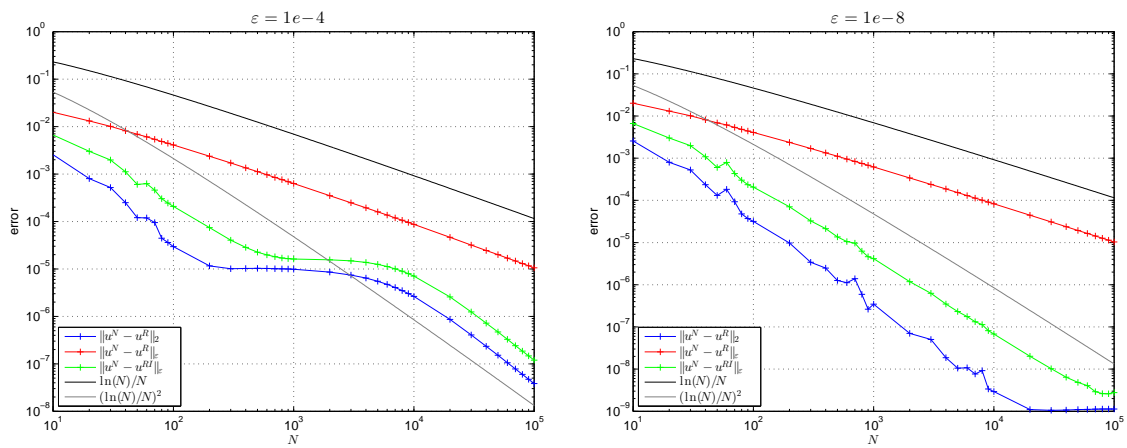 ε = 1e−4
10^0
10^−1
10^−2
10^−3
10^−4
10^−5
10^−6
10^−7
10^−8
error
‖u^N − u^R‖_2
‖u^N − u^R‖_ε
‖u^N − u^{RI}‖_ε
ln(N)/N
(ln(N)/N)^2
10^1 10^2 10^3 10^4 10^5
N
ε = 1e−8
10^0
10^−1
10^−2
10^−3
10^−4
10^−5
10^−6
10^−7
10^−8
10^−9
error
‖u^N − u^R‖_2
‖u^N − u^R‖_ε
‖u^N − u^{RI}‖_ε
ln(N)/N
(ln(N)/N)^2
10^1 10^2 10^3 10^4 10^5
N